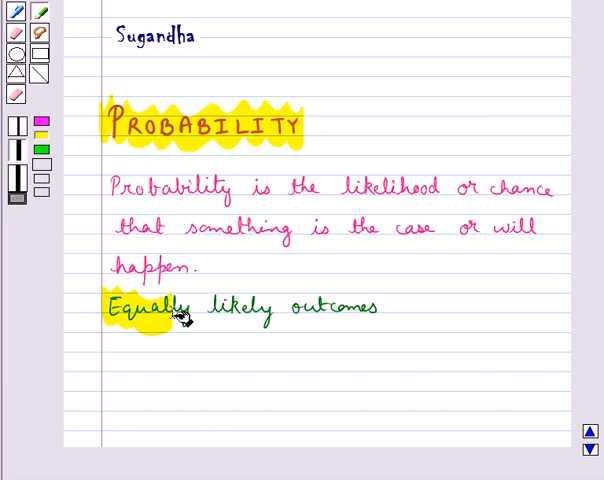 Sugandha
PROBABILITY
Probability is the likelihood or chance
that something is the case or will
happen.
Equally likely outcomes